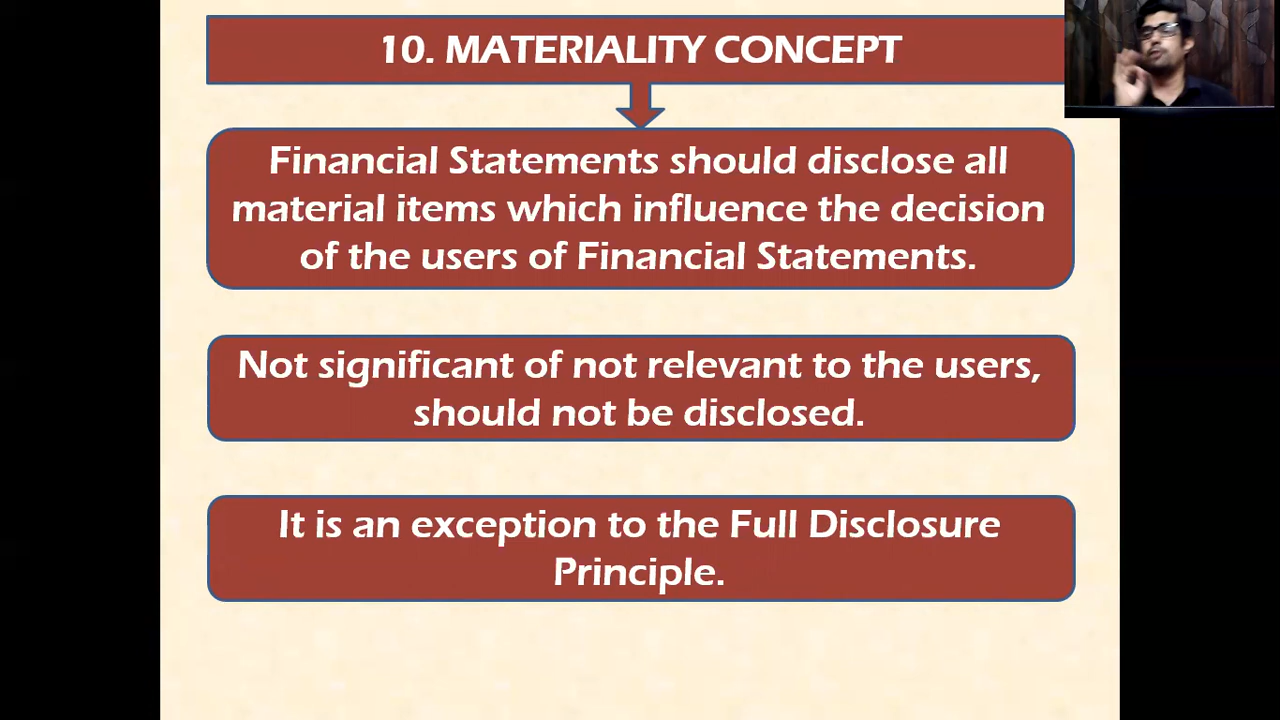 10. MATERIALITY CONCEPT
Financial Statements should disclose all
material items which influence the decision
of the users of Financial Statements.
Not significant of not relevant to the users,
should not be disclosed.
It is an exception to the Full Disclosure
Principle.